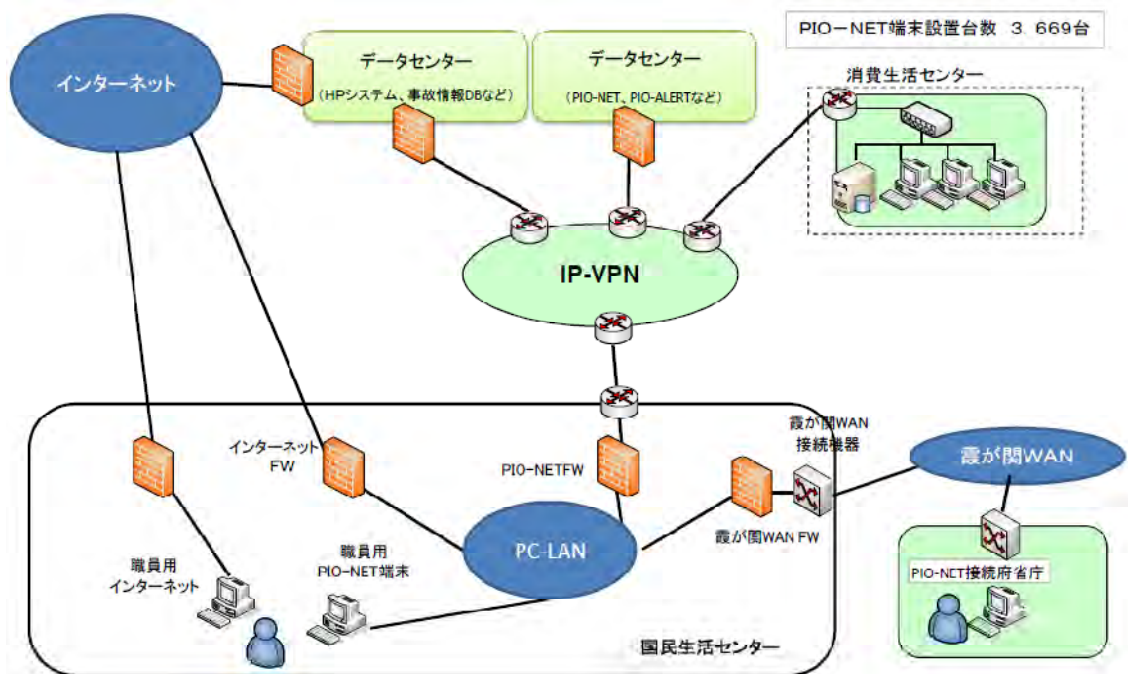 PIO－NET端末設置台数 3,669台
インターネット
データセンター
（HPシステム、事故情報DBなど）
データセンター
（PIO-NET、PIO-ALERTなど）
消費生活センター
IP-VPN
インターネット
FW
PIO-NETFW
霞が関WAN
接続機器
霞が関WAN
PC-LAN
霞が関WAN FW
職員用
インターネット
職員用
PIO-NET端末
PIO-NET接続府省庁
国民生活センター